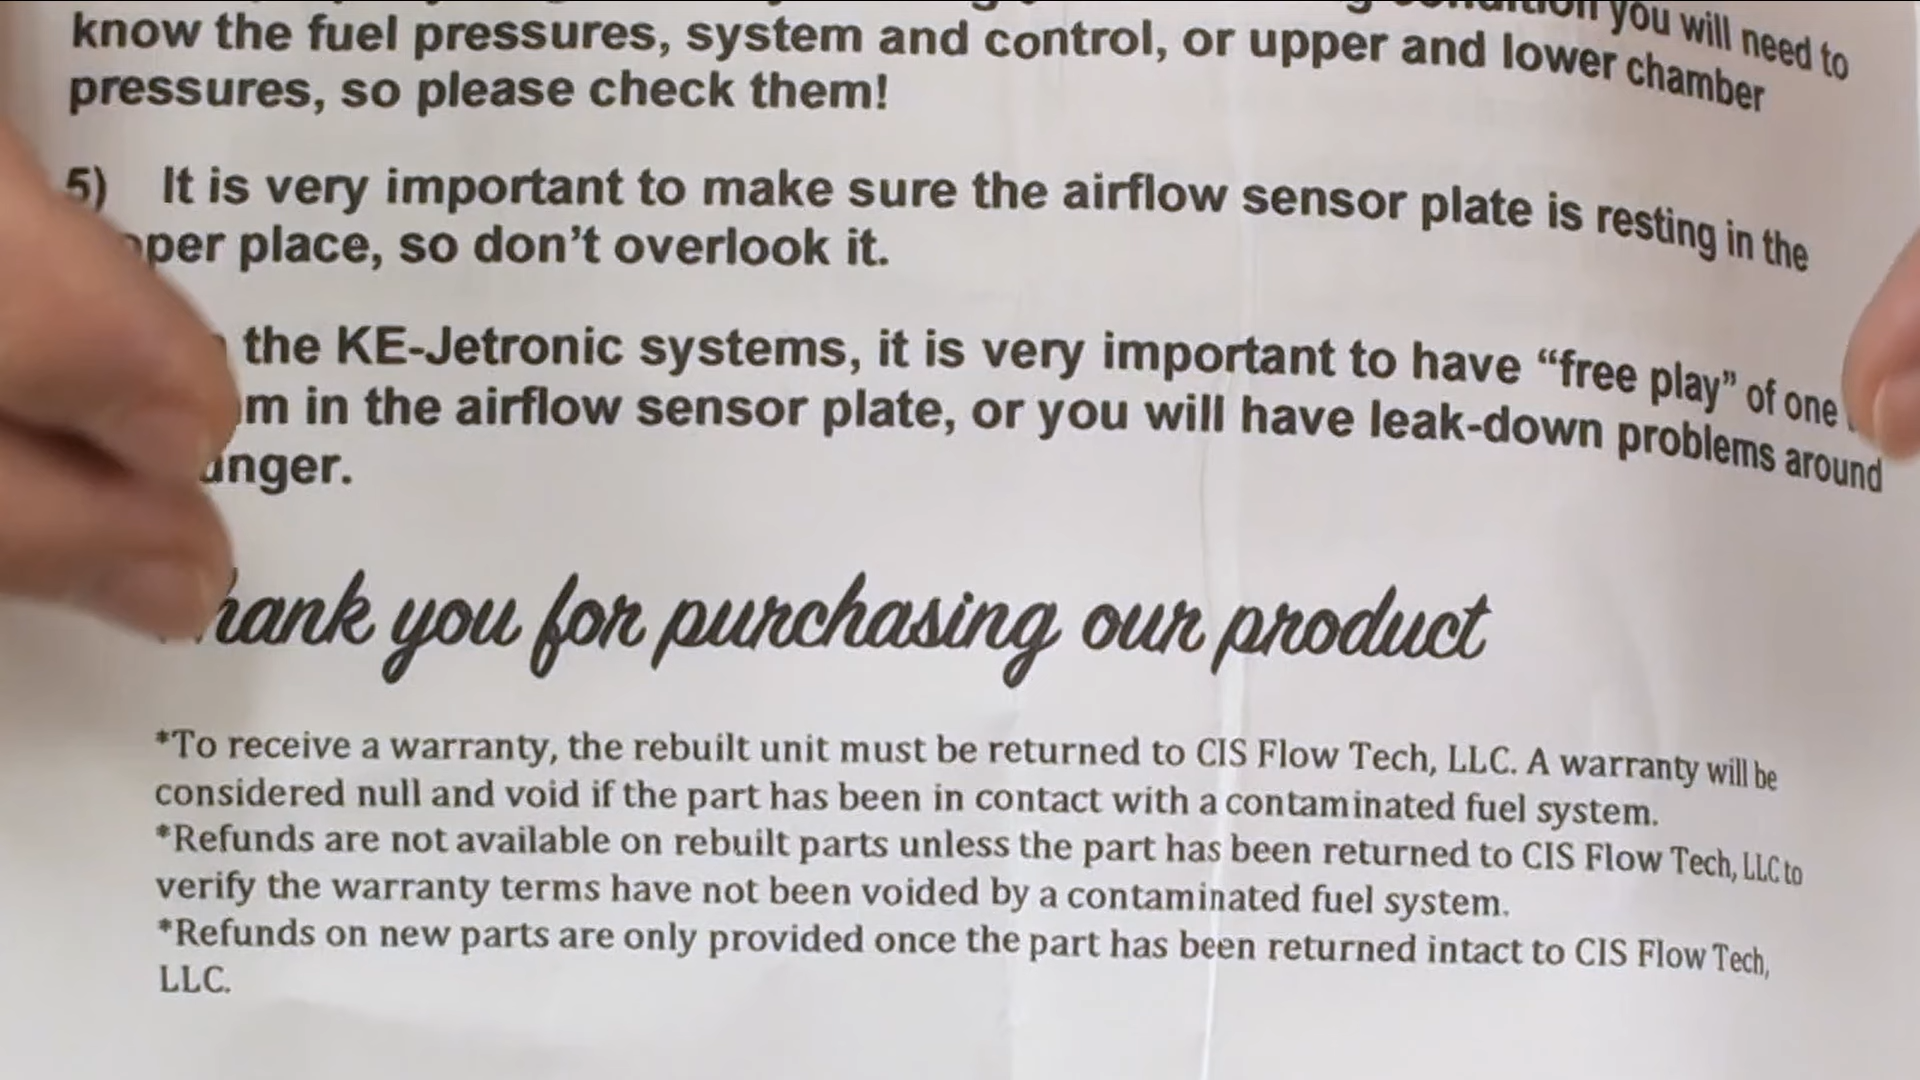 you will need to
know the fuel pressures, system and control, or upper and lower chamber
pressures, so please check them!
5) It is very important to make sure the airflow sensor plate is resting in the
place, so don’t overlook it.
the KE-Jetronic systems, it is very important to have “free play” of one
in the airflow sensor plate, or you will have leak-down problems around
hank you for purchasing our product
*To receive a warranty, the rebuilt unit must be returned to CIS Flow Tech, LLC. A warranty will be
considered null and void if the part has been in contact with a contaminated fuel system.
*Refunds are not available on rebuilt parts unless the part has been returned to CIS Flow Tech, LLC to
verify the warranty terms have not been voided by a contaminated fuel system.
*Refunds on new parts are only provided once the part has been returned intact to CIS Flow Tech,
LLC.